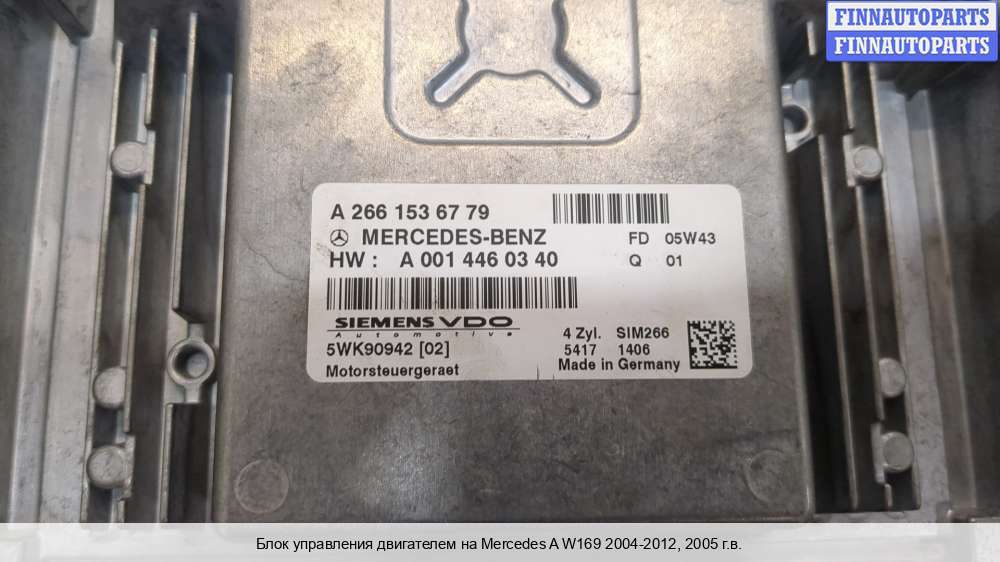 FINNAUTOPARTS
FINNAUTOPARTS
A 266 153 67 79
MERCEDES-BENZ FD 05W43
HW : A 001 446 03 40 Q 01
SIEMENS VDO
Automotive 4 Zyl. SIM266
5WK90942 [02] 5417 1406
Motorsteuergeraet Made in Germany
Блок управления двигателем на Mercedes A W169 2004-2012, 2005 г.в.